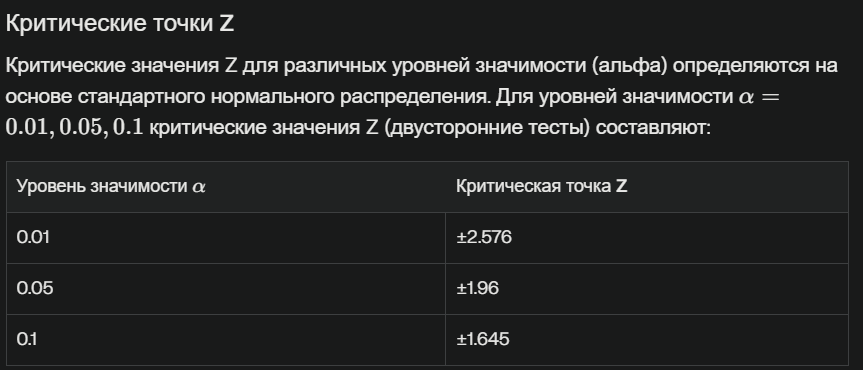 Критические точки Z
Критические значения Z для различных уровней значимости (альфа) определяются на
основе стандартного нормального распределения. Для уровней значимости α =
0.01, 0.05, 0.1 критические значения Z (двусторонние тесты) составляют:
Уровень значимости α Критическая точка Z
0.01 ±2.576
0.05 ±1.96
0.1 ±1.645